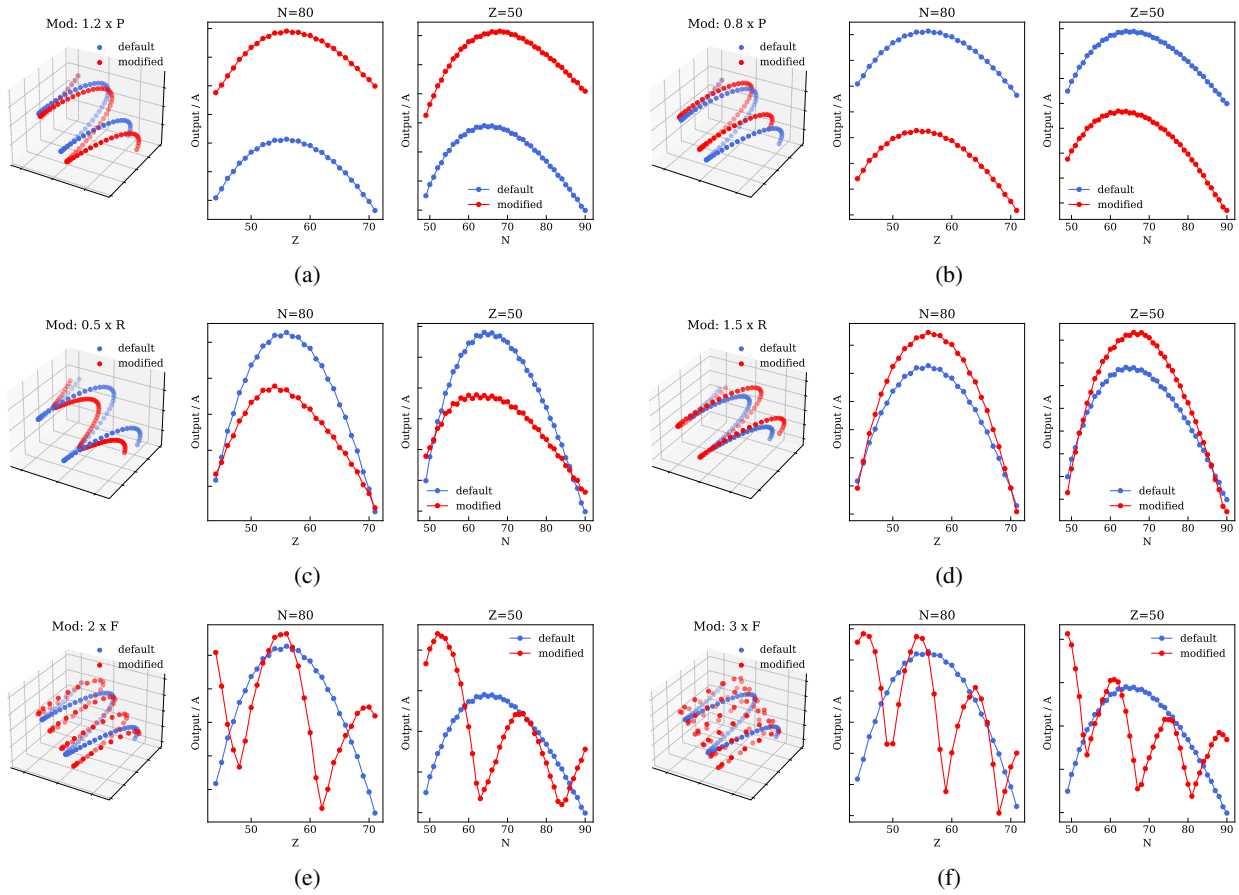 Mod: 1.2 x P
default
modified
N=80
Output / A
50
60
70
Z
Z=50
Output / A
default
modified
50
60
70
80
90
N
(a)
Mod: 0.8 x P
default
modified
N=80
Output / A
50
60
70
Z
Z=50
Output / A
default
modified
50
60
70
80
90
N
(b)
Mod: 0.5 x R
default
modified
N=80
Output / A
50
60
70
Z
Z=50
Output / A
default
modified
50
60
70
80
90
N
(c)
Mod: 1.5 x R
default
modified
N=80
Output / A
50
60
70
Z
Z=50
Output / A
default
modified
50
60
70
80
90
N
(d)
Mod: 2 x F
default
modified
N=80
Output / A
50
60
70
Z
Z=50
Output / A
default
modified
50
60
70
80
90
N
(e)
Mod: 3 x F
default
modified
N=80
Output / A
50
60
70
Z
Z=50
Output / A
default
modified
50
60
70
80
90
N
(f)